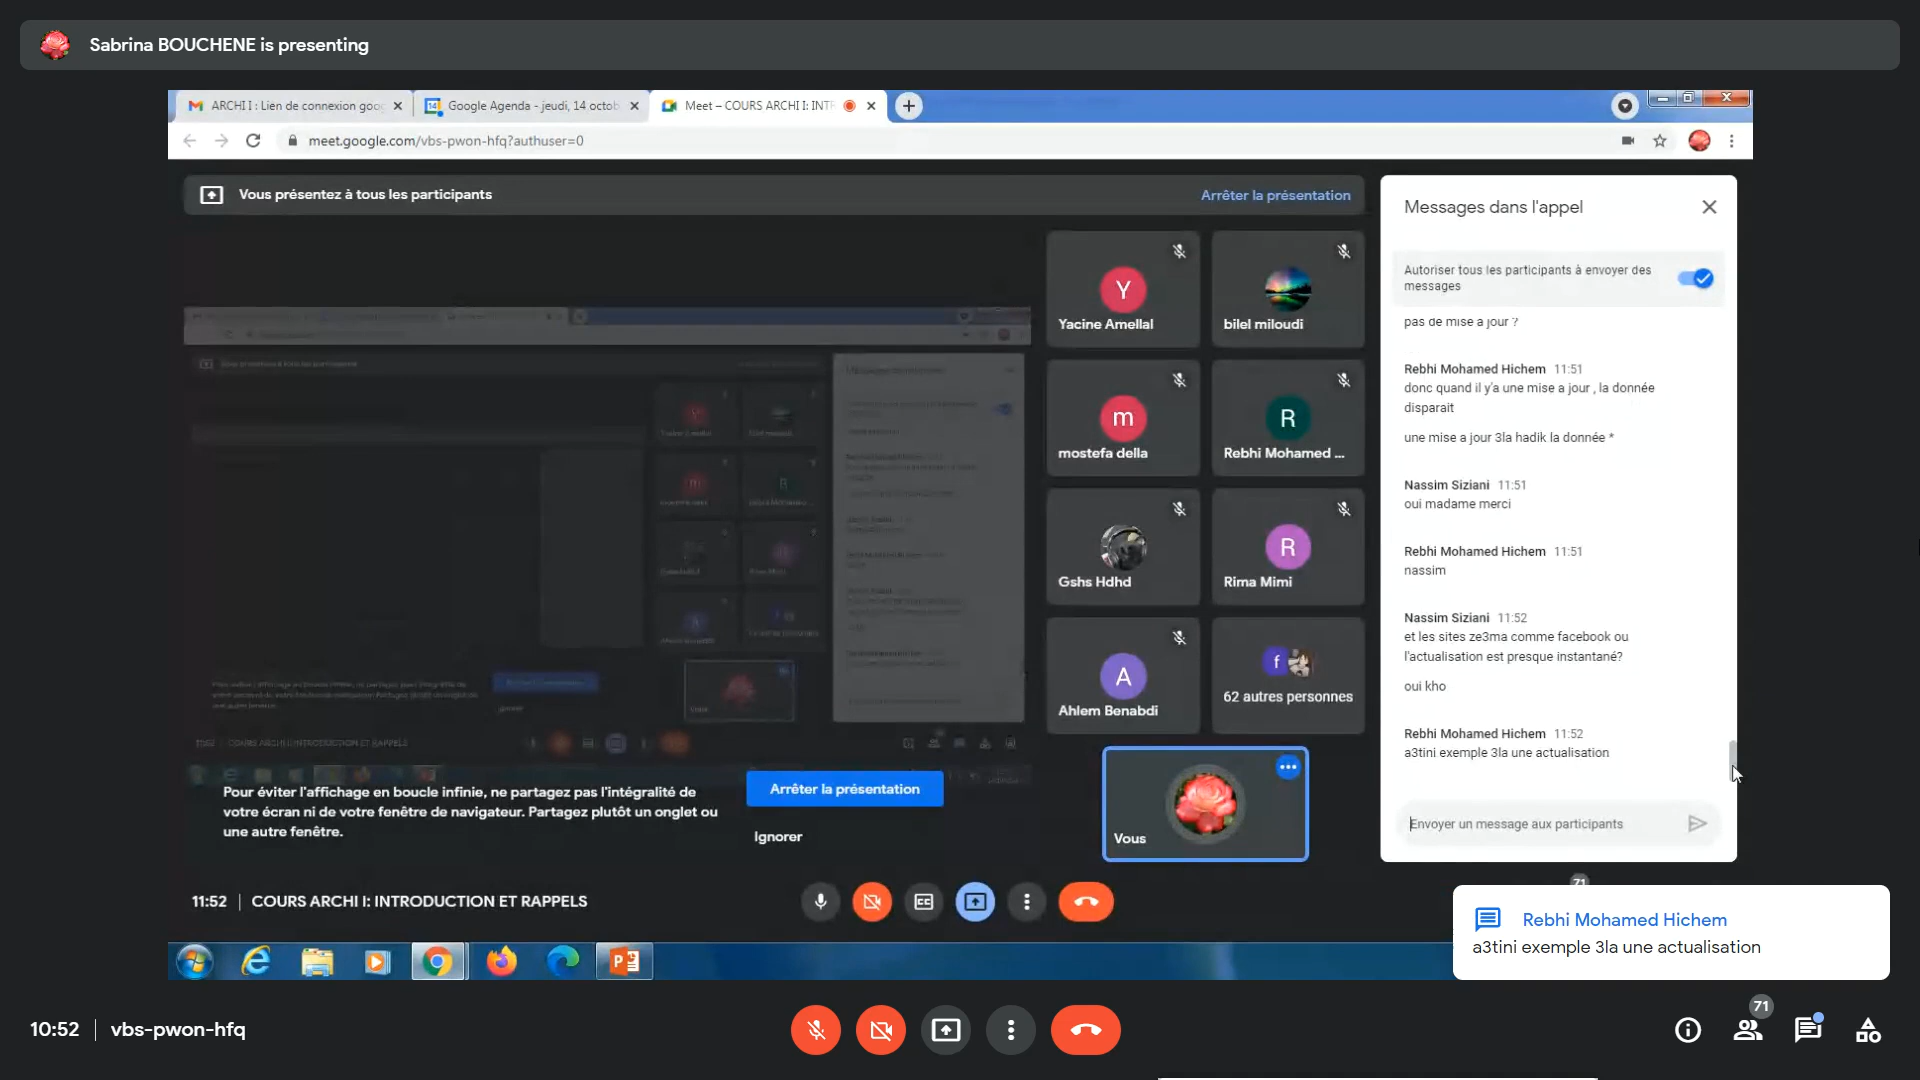 Sabrina BOUCHENE is presenting
ARCHI I : Lien de connexion goo
Google Agenda - jeudi, 14 octob
Meet – COURS ARCHI I: INTR
meet.google.com/vbs-pwon-hfq?authuser=0
Vous présentez à tous les participants
Arrêter la présentation
Yacine Amellal
bilel miloudi
mostefa della
Rebhi Mohamed ...
Gshs Hdhd
Rima Mimi
Ahlem Benabdi
62 autres personnes
Vous
Y
m
R
R
A
f
Messages dans l'appel
Autoriser tous les participants à envoyer des
messages
pas de mise a jour ?
Rebhi Mohamed Hichem 11:51
donc quand il y'a une mise a jour , la donnée
disparait
une mise a jour 3la hadik la donnée *
Nassim Siziani 11:51
oui madame merci
Rebhi Mohamed Hichem 11:51
nassim
Nassim Siziani 11:52
et les sites ze3ma comme facebook ou
l'actualisation est presque instantané?
oui kho
Rebhi Mohamed Hichem 11:52
a3tini exemple 3la une actualisation
Envoyer un message aux participants
Pour éviter l'affichage en boucle infinie, ne partagez pas l'intégralité de
votre écran ni de votre fenêtre de navigateur. Partagez plutôt un onglet ou
une autre fenêtre.
Arrêter la présentation
Ignorer
11:52 | COURS ARCHI I: INTRODUCTION ET RAPPELS
71
Rebhi Mohamed Hichem
a3tini exemple 3la une actualisation
10:52 | vbs-pwon-hfq
71